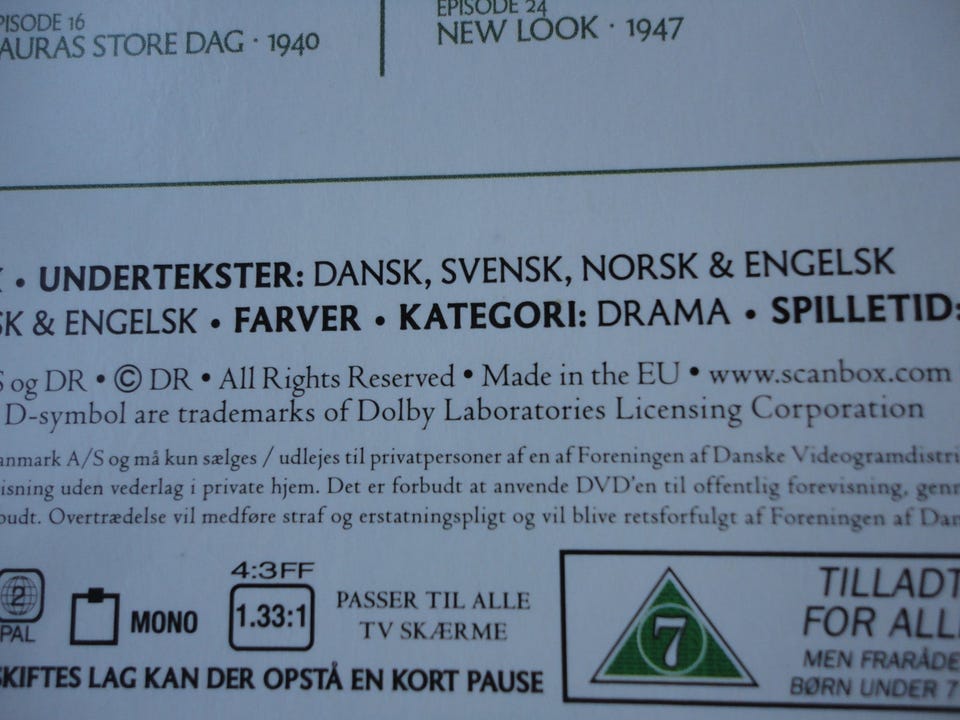 PISODE 16
AURAS STORE DAG · 1940
EPISODE 24
NEW LOOK · 1947
K • UNDERTEKSTER: DANSK, SVENSK, NORSK & ENGELSK
SK & ENGELSK • FARVER • KATEGORI: DRAMA • SPILLETID:
S og DR • © DR • All Rights Reserved • Made in the EU • www.scanbox.com
D-symbol are trademarks of Dolby Laboratories Licensing Corporation
anmark A/S og må kun sælges / udlejes til privatpersoner af en af Foreningen af Danske Videogramdistri
isning uden vederlag i private hjem. Det er forbudt at anvende DVD'en til offentlig forevisning, gen
budt. Overtrædelse vil medføre straf og erstatningspligt og vil blive retsforfulgt af Foreningen af Dan
2
PAL
MONO
4:3FF
1.33:1
PASSER TIL ALLE
TV SKÆRME
7
TILLADT
FOR ALL
MEN FRARÅDE
BØRN UNDER 7
SKIFTES LAG KAN DER OPSTÅ EN KORT PAUSE